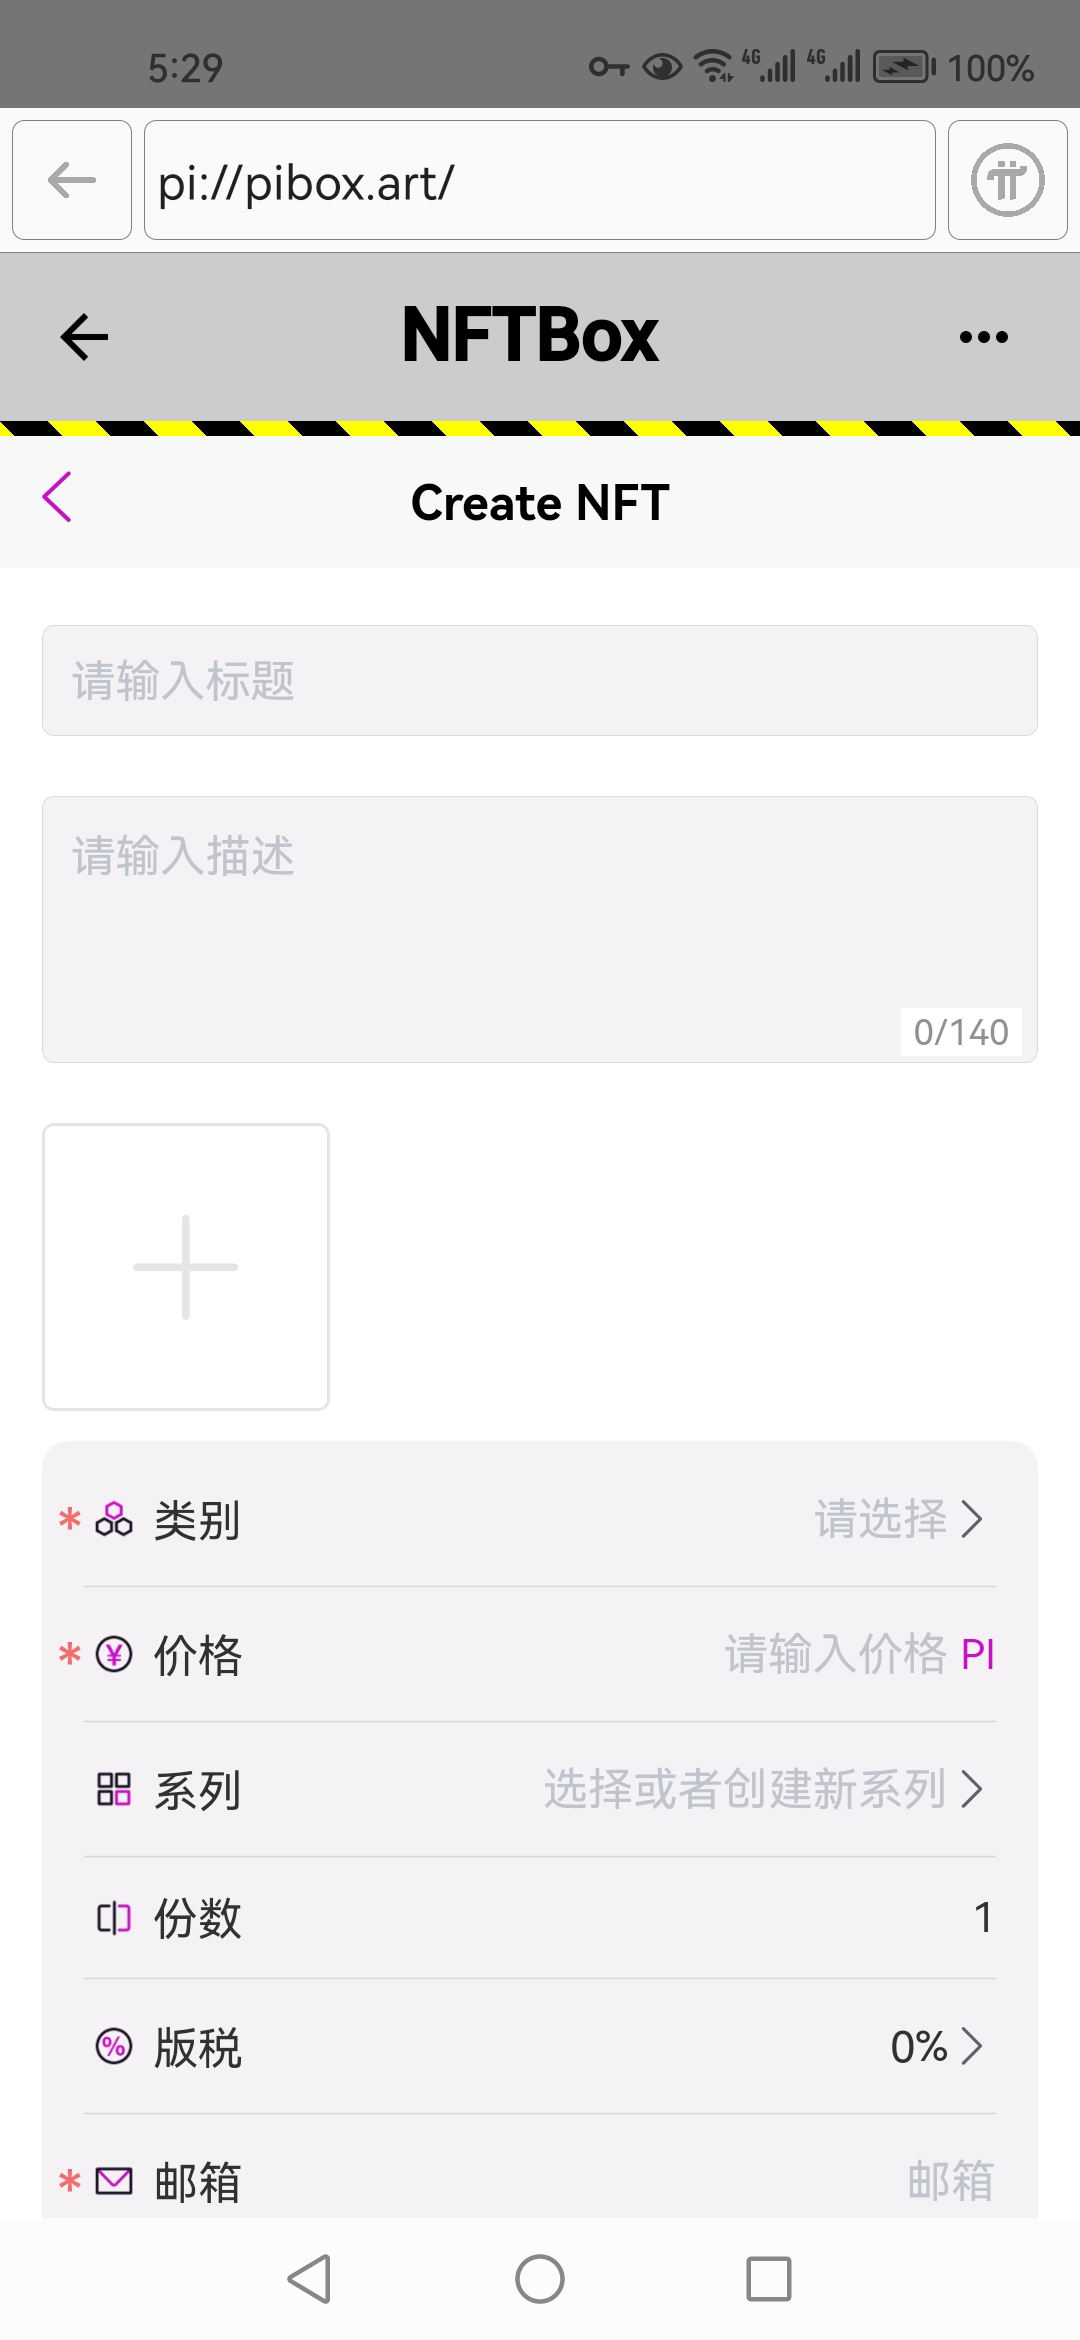 5:29
4G 4G 100%
pi://pibox.art/
NFTBox
Create NFT
请输入标题
请输入描述
0/140
* 类别 请选择
* 价格 请输入价格 PI
系列 选择或者创建新系列
份数 1
版税 0%
* 邮箱 邮箱